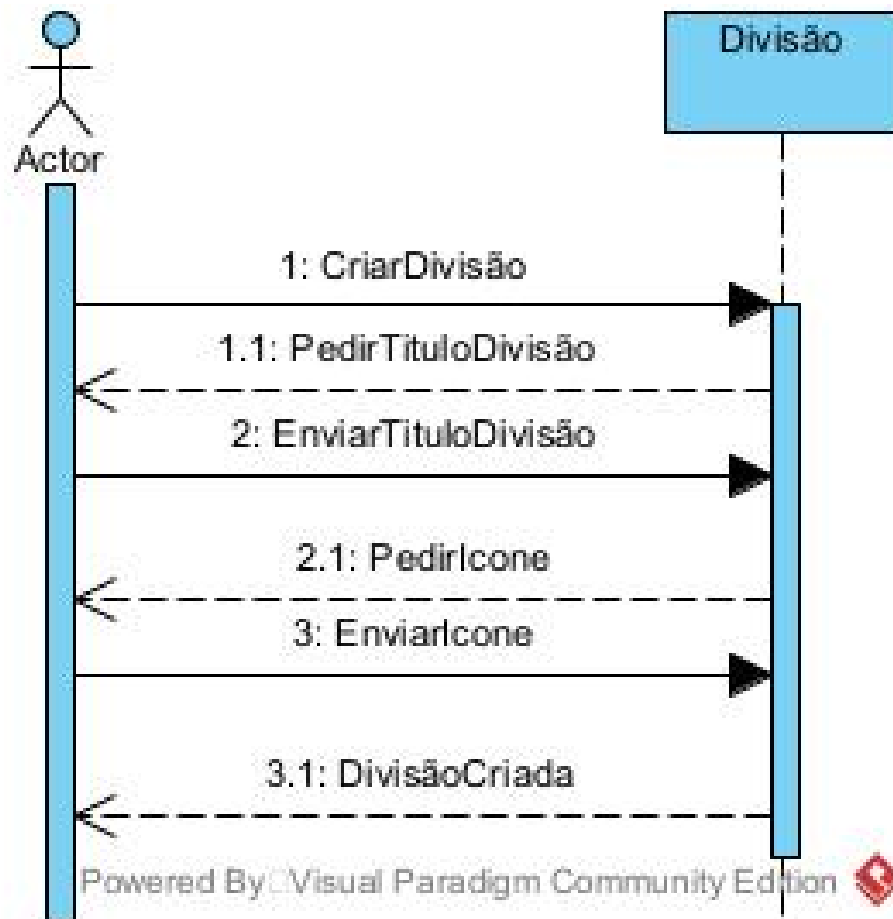 Divisão
Actor
1: CriarDivisão
1.1: PedirTituloDivisão
2: EnviarTituloDivisão
2.1: PedirIcone
3: EnviarIcone
3.1: DivisãoCriada
Powered By Visual Paradigm Community Edition